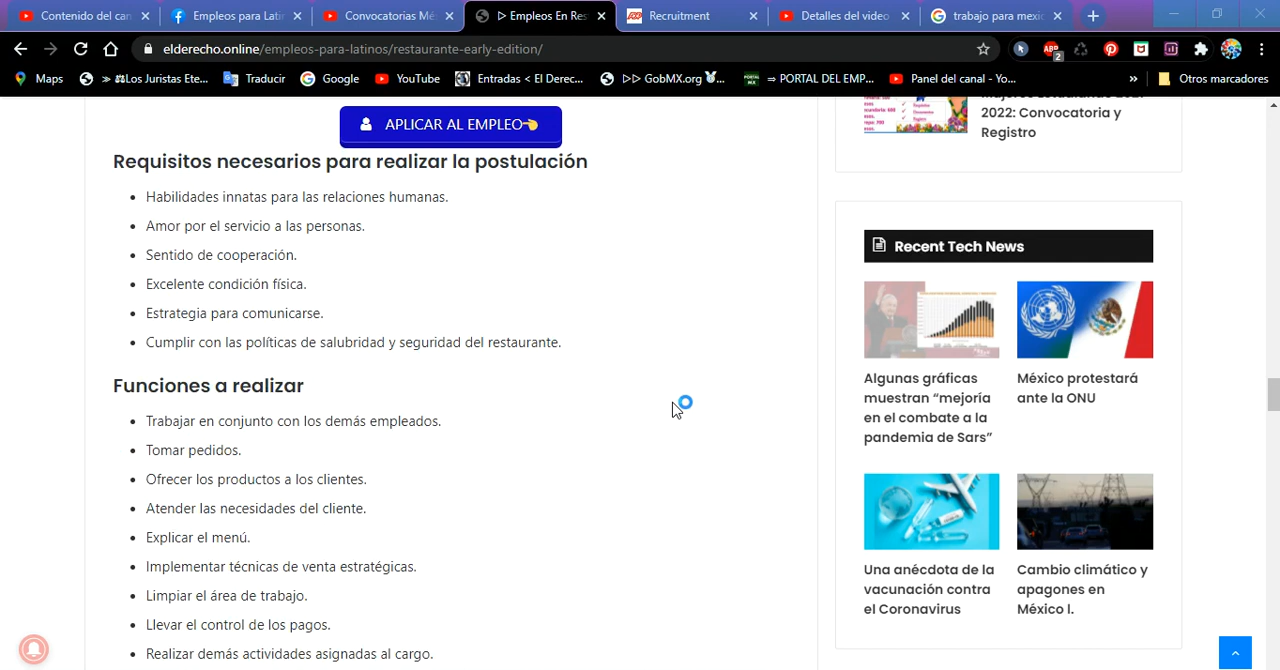 Contenido del can
Empleos para Latin
Convocatorias Mé
▷ Empleos En Res
Recruitment
Detalles del video
trabajo para mexic
elderecho.online/empleos-para-latinos/restaurante-early-edition/
ABP
2
Maps
» ⚖Los Juristas Ete...
Traducir
Google
YouTube
Entradas < El Derec...
▷▷ GobMX.org
⇒ PORTAL DEL EMP...
Panel del canal - Yo...
»
Otros marcadores
APLICAR AL EMPLEO
Requisitos necesarios para realizar la postulación
• Habilidades innatas para las relaciones humanas.
• Amor por el servicio a las personas.
• Sentido de cooperación.
• Excelente condición física.
• Estrategia para comunicarse.
• Cumplir con las políticas de salubridad y seguridad del restaurante.
Funciones a realizar
• Trabajar en conjunto con los demás empleados.
• Tomar pedidos.
• Ofrecer los productos a los clientes.
• Atender las necesidades del cliente.
• Explicar el menú.
• Implementar técnicas de venta estratégicas.
• Limpiar el área de trabajo.
• Llevar el control de los pagos.
• Realizar demás actividades asignadas al cargo.
2022: Convocatoria y
Registro
Recent Tech News
Algunas gráficas
muestran “mejoría
en el combate a la
pandemia de Sars”
México protestará
ante la ONU
Una anécdota de la
vacunación contra
el Coronavirus
Cambio climático y
apagones en
México I.